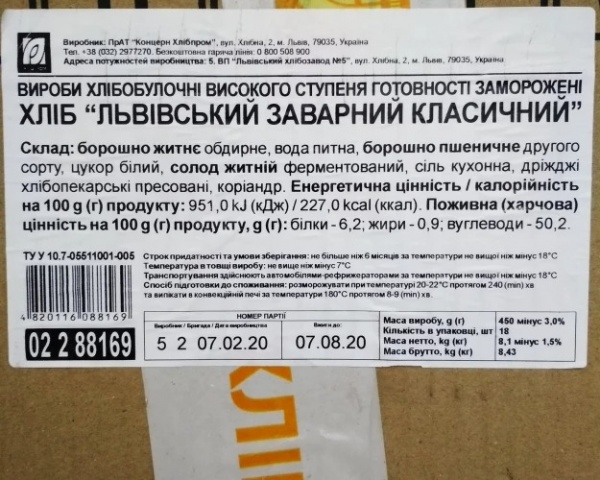 Виробник: ПрАТ "Концерн Хлібпром", вул. Хлібна, 2, м. Львів, 79035, Україна
Тел. +38 (032) 2977270. Безкоштовна гаряча лінія: 0 800 508 900
Адреса потужностей виробництва: 5. ВП "Львівський хлібозавод №5", вул. Хлібна, 2, м. Львів, 79035, Україна
ВИРОБИ ХЛІБОБУЛОЧНІ ВИСОКОГО СТУПЕНЯ ГОТОВНОСТІ ЗАМОРОЖЕНІ
ХЛІБ "ЛЬВІВСЬКИЙ ЗАВАРНИЙ КЛАСИЧНИЙ"
Склад: борошно житнє обдирне, вода питна, борошно пшеничне другого
сорту, цукор білий, солод житній ферментований, сіль кухонна, дріжджі
хлібопекарські пресовані, коріандр. Енергетична цінність / калорійність
на 100 g (г) продукту: 951,0 kJ (кДж) / 227,0 kcal (ккал). Поживна (харчова)
цінність на 100 g (г) продукту, g (г): білки - 6,2; жири - 0,9; вуглеводи - 50,2.
ТУ У 10.7-05511001-005
Строк придатності та умови зберігання: не більше ніж 6 місяців за температури не вищої ніж мінус 18°С
Температура в товщі виробу: не вище ніж мінус 7°С
Транспортування здійснюють автомобілями-рефрижераторами за температури не вищої ніж мінус 18°С
Спосіб підготовки до споживання: розморожувати при температурі 20-22°С протягом 240 (min) хв
та випікати в конвекційній печі за температури 180°С протягом 8-9 (min) хв.
4820116088169
02 2 88169
НОМЕР ПАРТІЇ
Виробник / Бригада / Дата виробництва
5 2 07.02.20
Вжити до:
07.08.20
Маса виробу, g (г) 450 мінус 3,0%
Кількість в упаковці, шт 18
Маса нетто, kg (кг) 8,1 мінус 1,5%
Маса брутто, kg (кг) 8,43